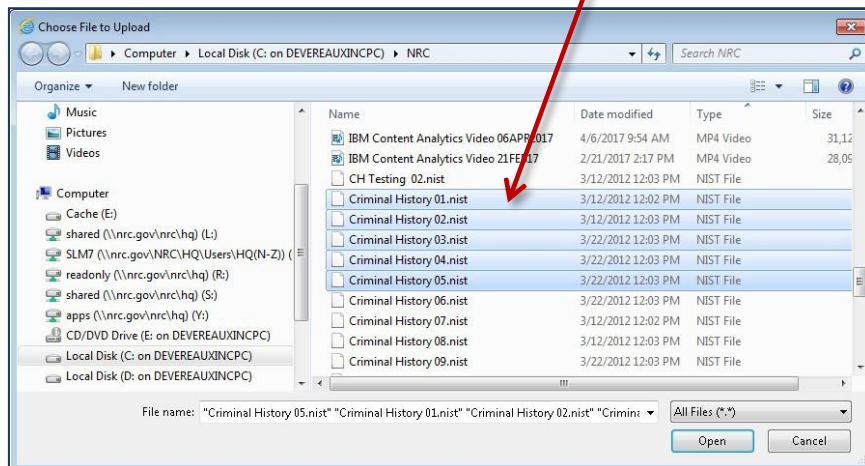 Choose File to Upload
Computer ▸ Local Disk (C: on DEVEREAUXINCPC) ▸ NRC
Search NRC
Organize New folder
Name Date modified Type Size
Music
Pictures
Videos
Computer
Cache (E:)
shared (\\nrc.gov\nrc\hq) (L:)
SLM7 (\\nrc.gov\NRC\HQ\Users\HQ(N-Z)) (
readonly (\\nrc.gov\nrc\hq) (R:)
shared (\\nrc.gov\nrc\hq) (S:)
apps (\\nrc.gov\nrc\hq) (Y:)
CD/DVD Drive (E: on DEVEREAUXINCPC)
Local Disk (C: on DEVEREAUXINCPC)
Local Disk (D: on DEVEREAUXINCPC)
IBM Content Analytics Video 06APR2017 4/6/2017 9:54 AM MP4 Video 31,12
IBM Content Analytics Video 21FEB17 2/21/2017 2:17 PM MP4 Video 28,09
CH Testing 02.nist 3/12/2012 12:03 PM NIST File
Criminal History 01.nist 3/12/2012 12:02 PM NIST File
Criminal History 02.nist 3/12/2012 12:03 PM NIST File
Criminal History 03.nist 3/22/2012 12:03 PM NIST File
Criminal History 04.nist 3/22/2012 12:03 PM NIST File
Criminal History 05.nist 3/22/2012 12:03 PM NIST File
Criminal History 06.nist 3/22/2012 12:03 PM NIST File
Criminal History 07.nist 3/12/2012 12:02 PM NIST File
Criminal History 08.nist 3/12/2012 12:03 PM NIST File
Criminal History 09.nist 3/22/2012 12:03 PM NIST File
File name: "Criminal History 05.nist" "Criminal History 01.nist" "Criminal History 02.nist" "Crimina
All Files (*.*)
Open Cancel